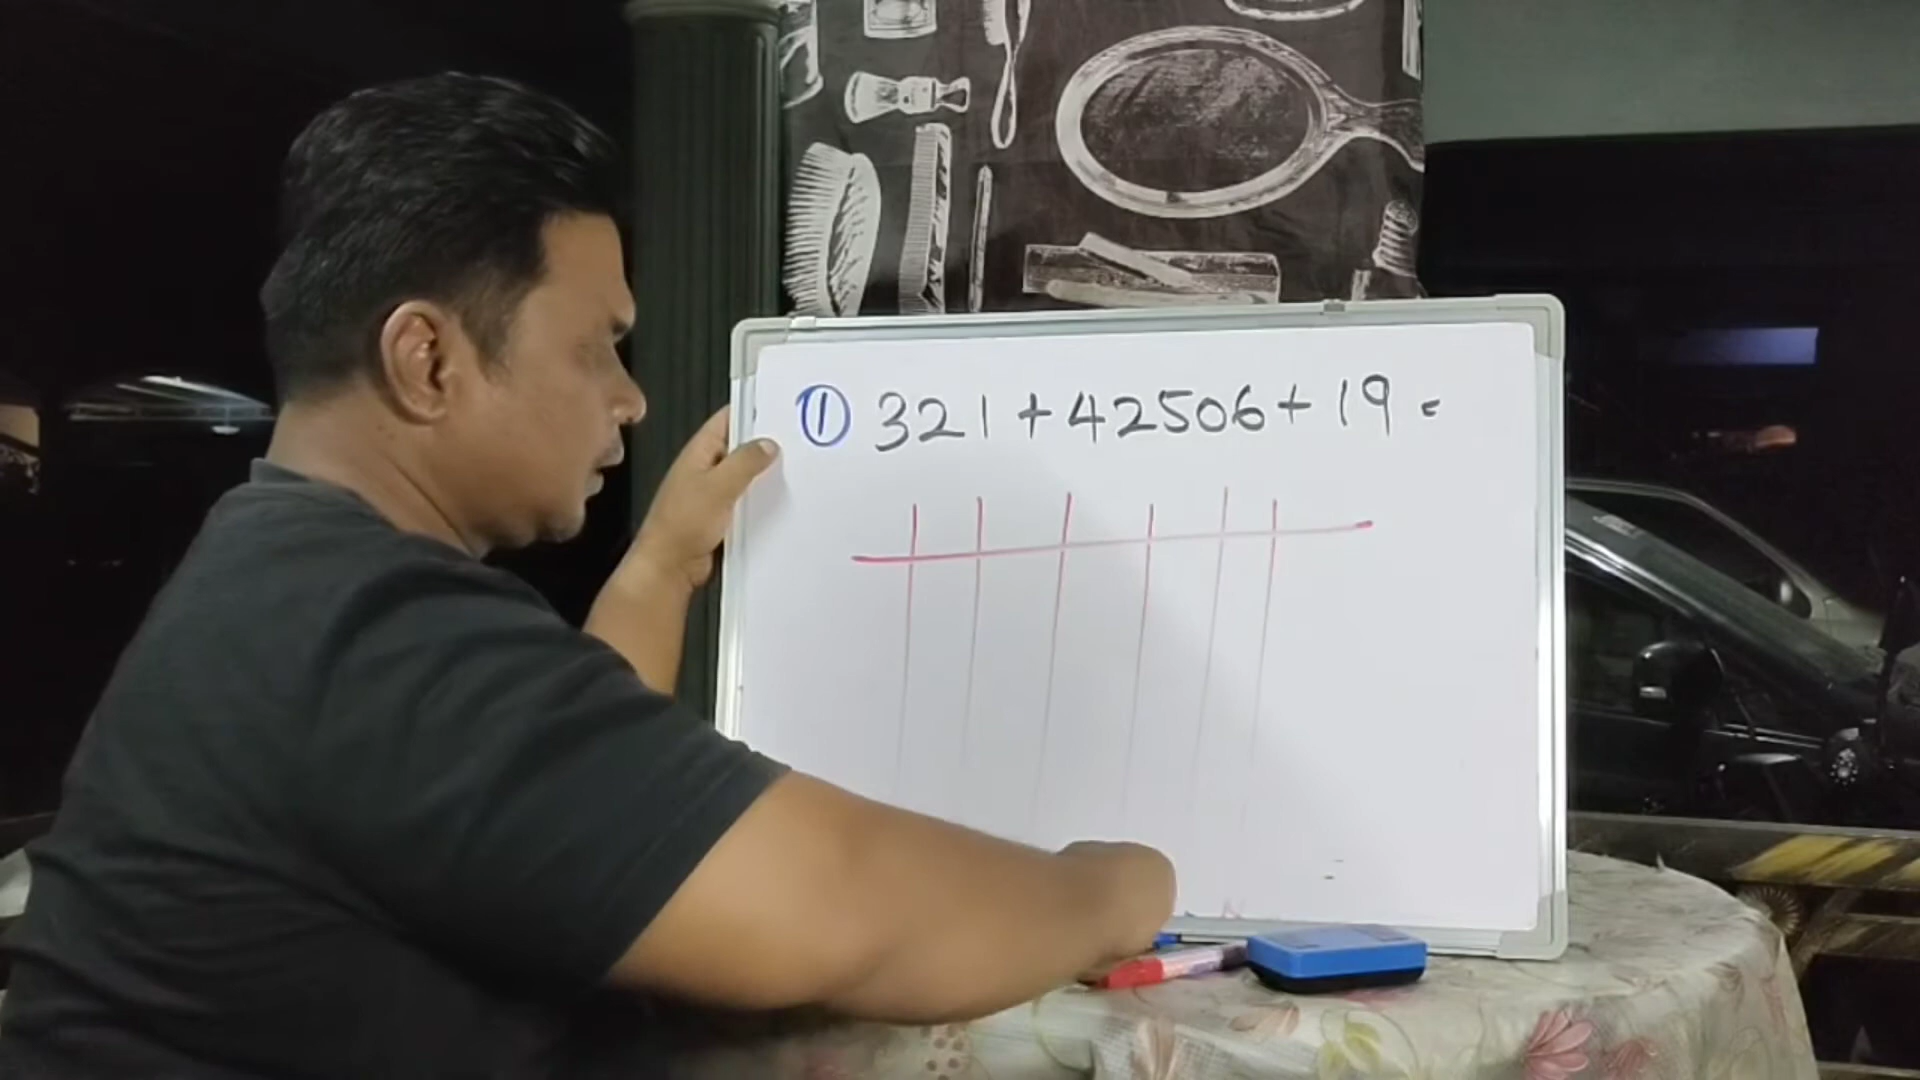 ① 321 + 42506 + 19 =